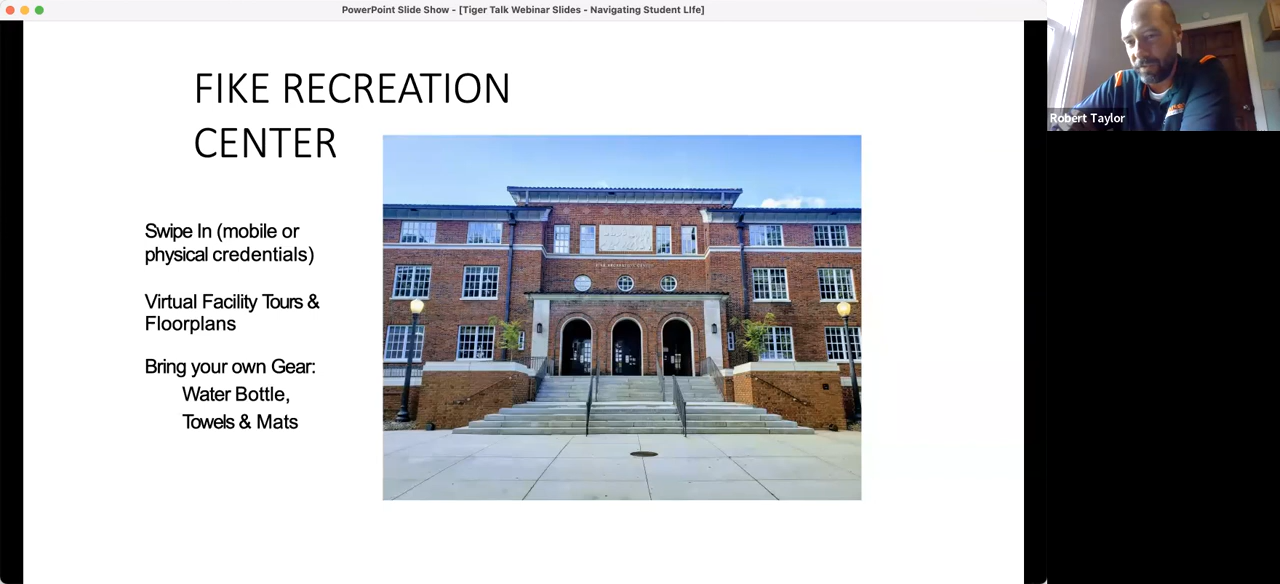 PowerPoint Slide Show - [Tiger Talk Webinar Slides - Navigating Student LIfe]
FIKE RECREATION
CENTER
Swipe In (mobile or
physical credentials)
Virtual Facility Tours &
Floorplans
Bring your own Gear:
Water Bottle,
Towels & Mats
Robert Taylor